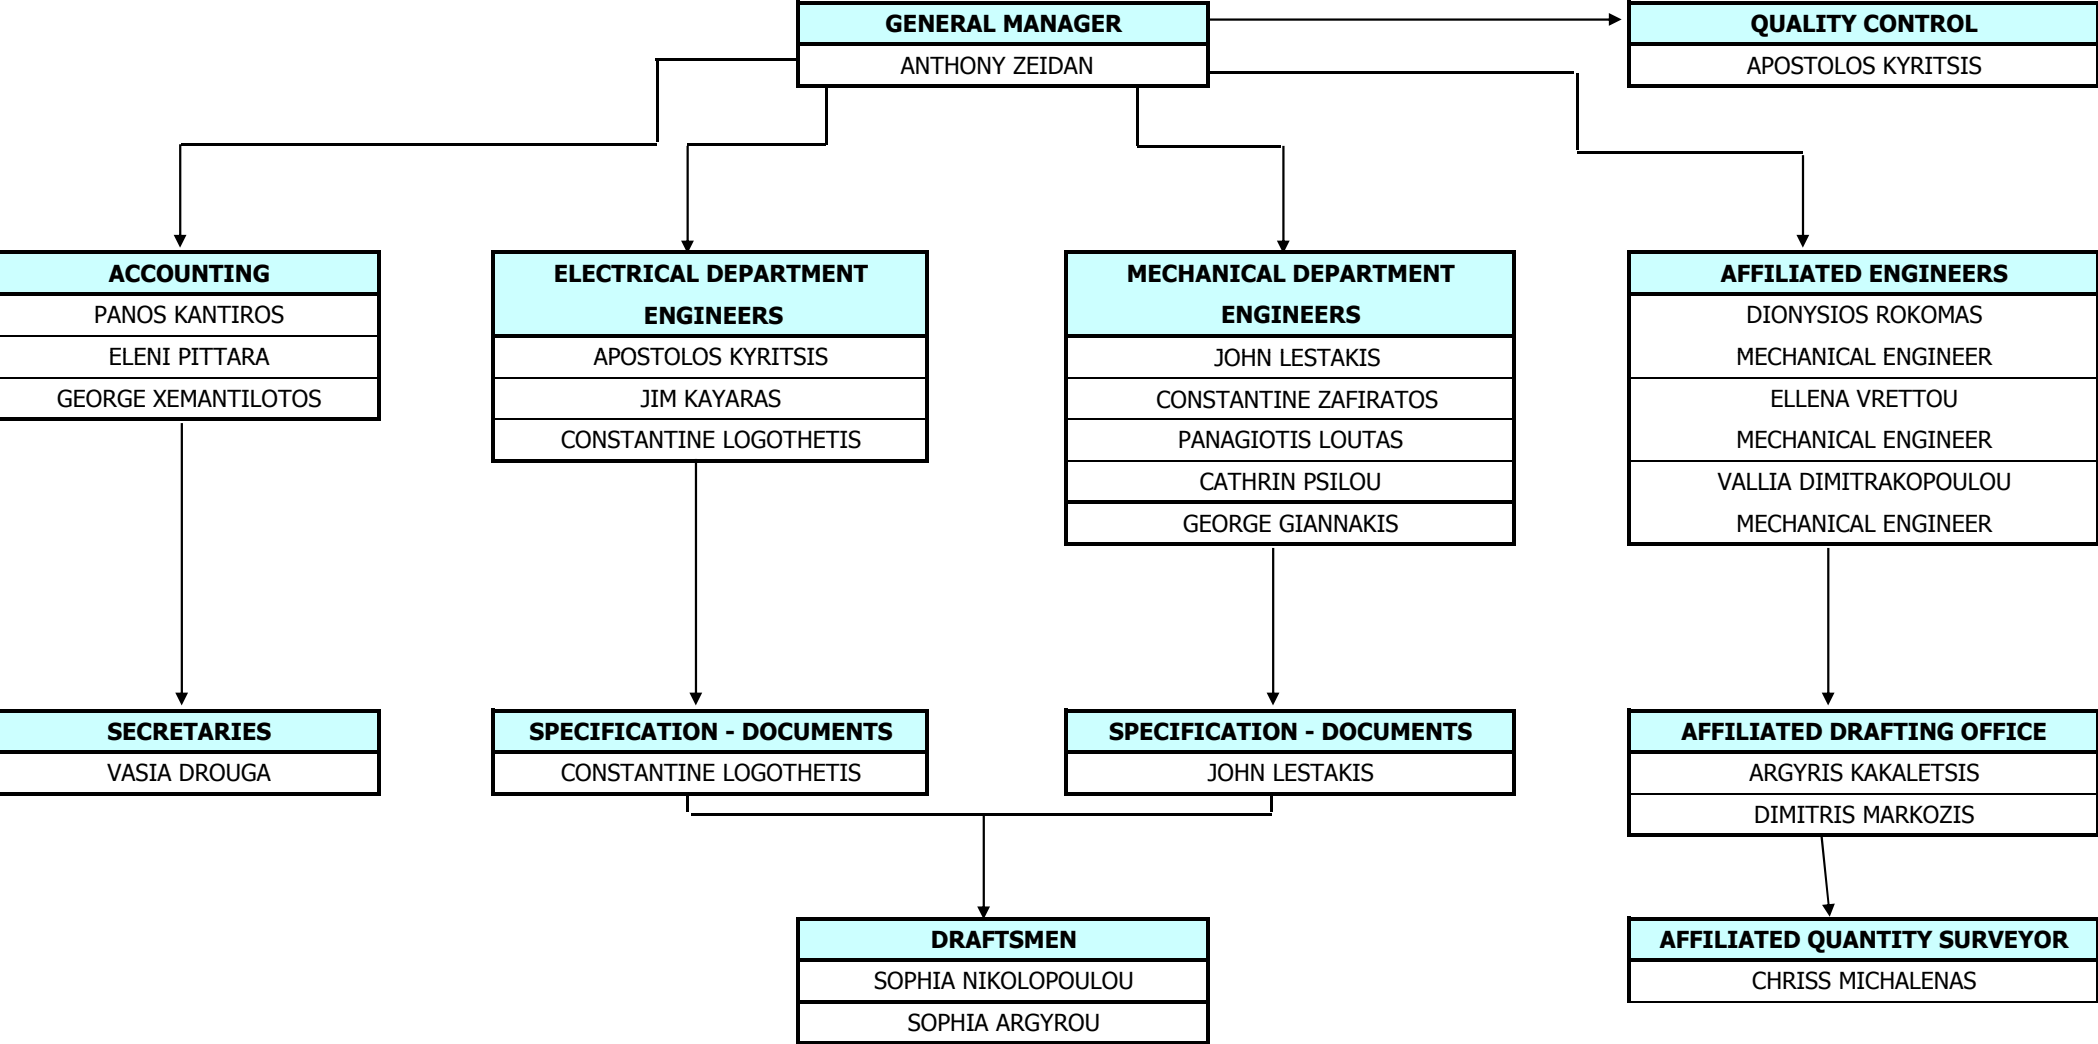 GENERAL MANAGER
ANTHONY ZEIDAN
QUALITY CONTROL
APOSTOLOS KYRITSIS
ACCOUNTING
PANOS KANTIROS
ELENI PITTARA
GEORGE XEMANTILOTOS
ELECTRICAL DEPARTMENT
ENGINEERS
APOSTOLOS KYRITSIS
JIM KAYARAS
CONSTANTINE LOGOTHETIS
MECHANICAL DEPARTMENT
ENGINEERS
JOHN LESTAKIS
CONSTANTINE ZAFIRATOS
PANAGIOTIS LOUTAS
CATHRIN PSILOU
GEORGE GIANNAKIS
AFFILIATED ENGINEERS
DIONYSIOS ROKOMAS
MECHANICAL ENGINEER
ELLENA VRETTOU
MECHANICAL ENGINEER
VALLIA DIMITRAKOPOULOU
MECHANICAL ENGINEER
SECRETARIES
VASIA DROUGA
SPECIFICATION - DOCUMENTS
CONSTANTINE LOGOTHETIS
SPECIFICATION - DOCUMENTS
JOHN LESTAKIS
AFFILIATED DRAFTING OFFICE
ARGYRIS KAKALETSIS
DIMITRIS MARKOZIS
DRAFTSMEN
SOPHIA NIKOLOPOULOU
SOPHIA ARGYROU
AFFILIATED QUANTITY SURVEYOR
CHRISS MICHALENAS